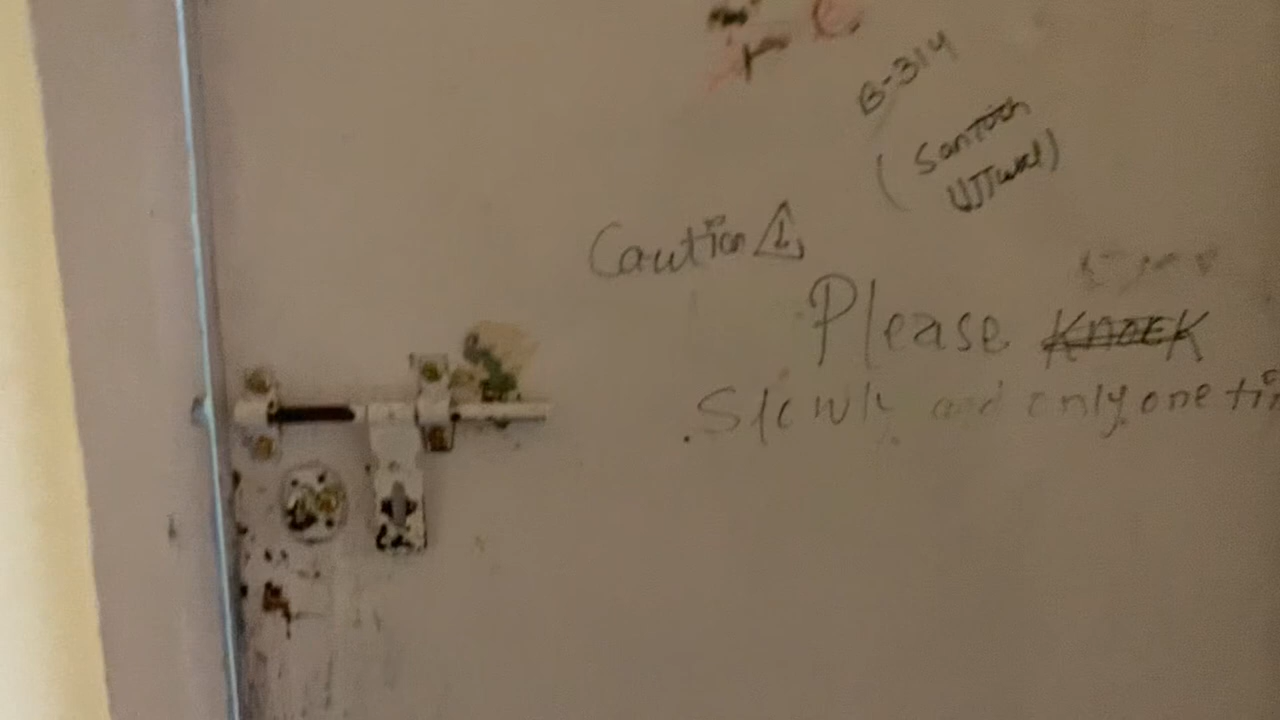 B-314
(Santosh
UJJwal)
Caution ⚠
Please Knock
Slowly and only one